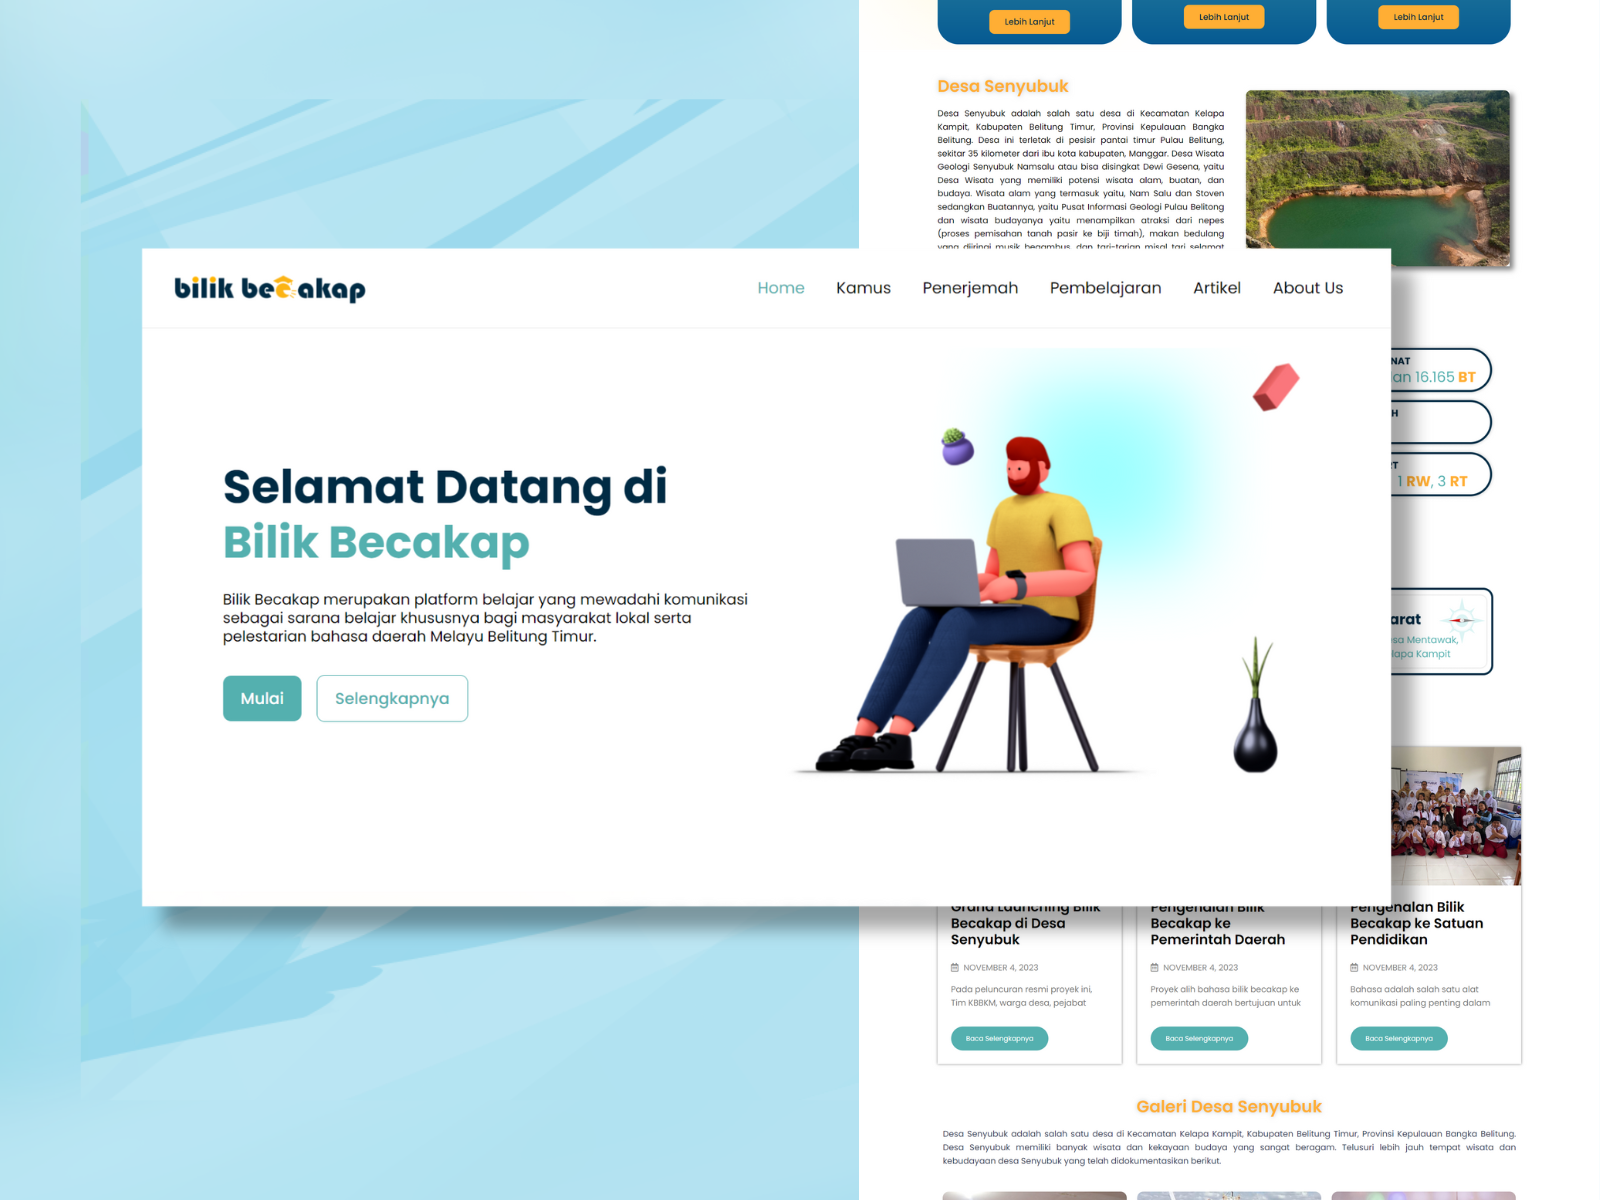 Lebih Lanjut
Lebih Lanjut
Lebih Lanjut
Desa Senyubuk
Desa Senyubuk adalah salah satu desa di Kecamatan Kelapa
Kampit, Kabupaten Belitung Timur, Provinsi Kepulauan Bangka
Belitung. Desa ini terletak di pesisir pantai timur Pulau Belitung,
sekitar 35 kilometer dari ibu kota kabupaten, Manggar. Desa Wisata
Geologi Senyubuk Namsalu atau bisa disingkat Dewi Gesena, yaitu
Desa Wisata yang memiliki potensi wisata alam, buatan, dan
budaya. Wisata alam yang termasuk yaitu, Nam Salu dan Stoven
sedangkan Buatannya, yaitu Pusat Informasi Geologi Pulau Belitong
dan wisata budayanya yaitu menampilkan atraksi dari nepes
(proses pemisahan tanah pasir ke biji timah), makan bedulang
yang diiringi musik begambus, dan tari-tarian misal tari selamat
bilik becakap
Home Kamus Penerjemah Pembelajaran Artikel About Us
Selamat Datang di
Bilik Becakap
Bilik Becakap merupakan platform belajar yang mewadahi komunikasi
sebagai sarana belajar khususnya bagi masyarakat lokal serta
pelestarian bahasa daerah Melayu Belitung Timur.
Mulai
Selengkapnya
NAT
an 16.165 BT
H
RT
1 RW, 3 RT
arat
sa Mentawak,
lapa Kampit
Grand Launching Bilik
Becakap di Desa
Senyubuk
NOVEMBER 4, 2023
Pada peluncuran resmi proyek ini,
Tim KBBKM, warga desa, pejabat
Baca Selengkapnya
Pengenalan Bilik
Becakap ke
Pemerintah Daerah
NOVEMBER 4, 2023
Proyek alih bahasa bilik becakap ke
pemerintah daerah bertujuan untuk
Baca Selengkapnya
Pengenalan Bilik
Becakap ke Satuan
Pendidikan
NOVEMBER 4, 2023
Bahasa adalah salah satu alat
komunikasi paling penting dalam
Baca Selengkapnya
Galeri Desa Senyubuk
Desa Senyubuk adalah salah satu desa di Kecamatan Kelapa Kampit, Kabupaten Belitung Timur, Provinsi Kepulauan Bangka Belitung.
Desa Senyubuk memiliki banyak wisata dan kekayaan budaya yang sangat beragam. Telusuri lebih jauh tempat wisata dan
kebudayaan desa Senyubuk yang telah didokumentasikan berikut.